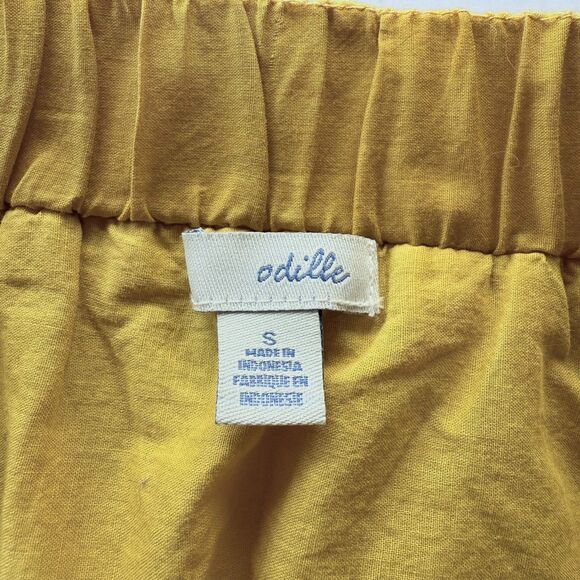 odille
S
MADE IN
INDONESIA
FABRIQUE EN
INDONESIE